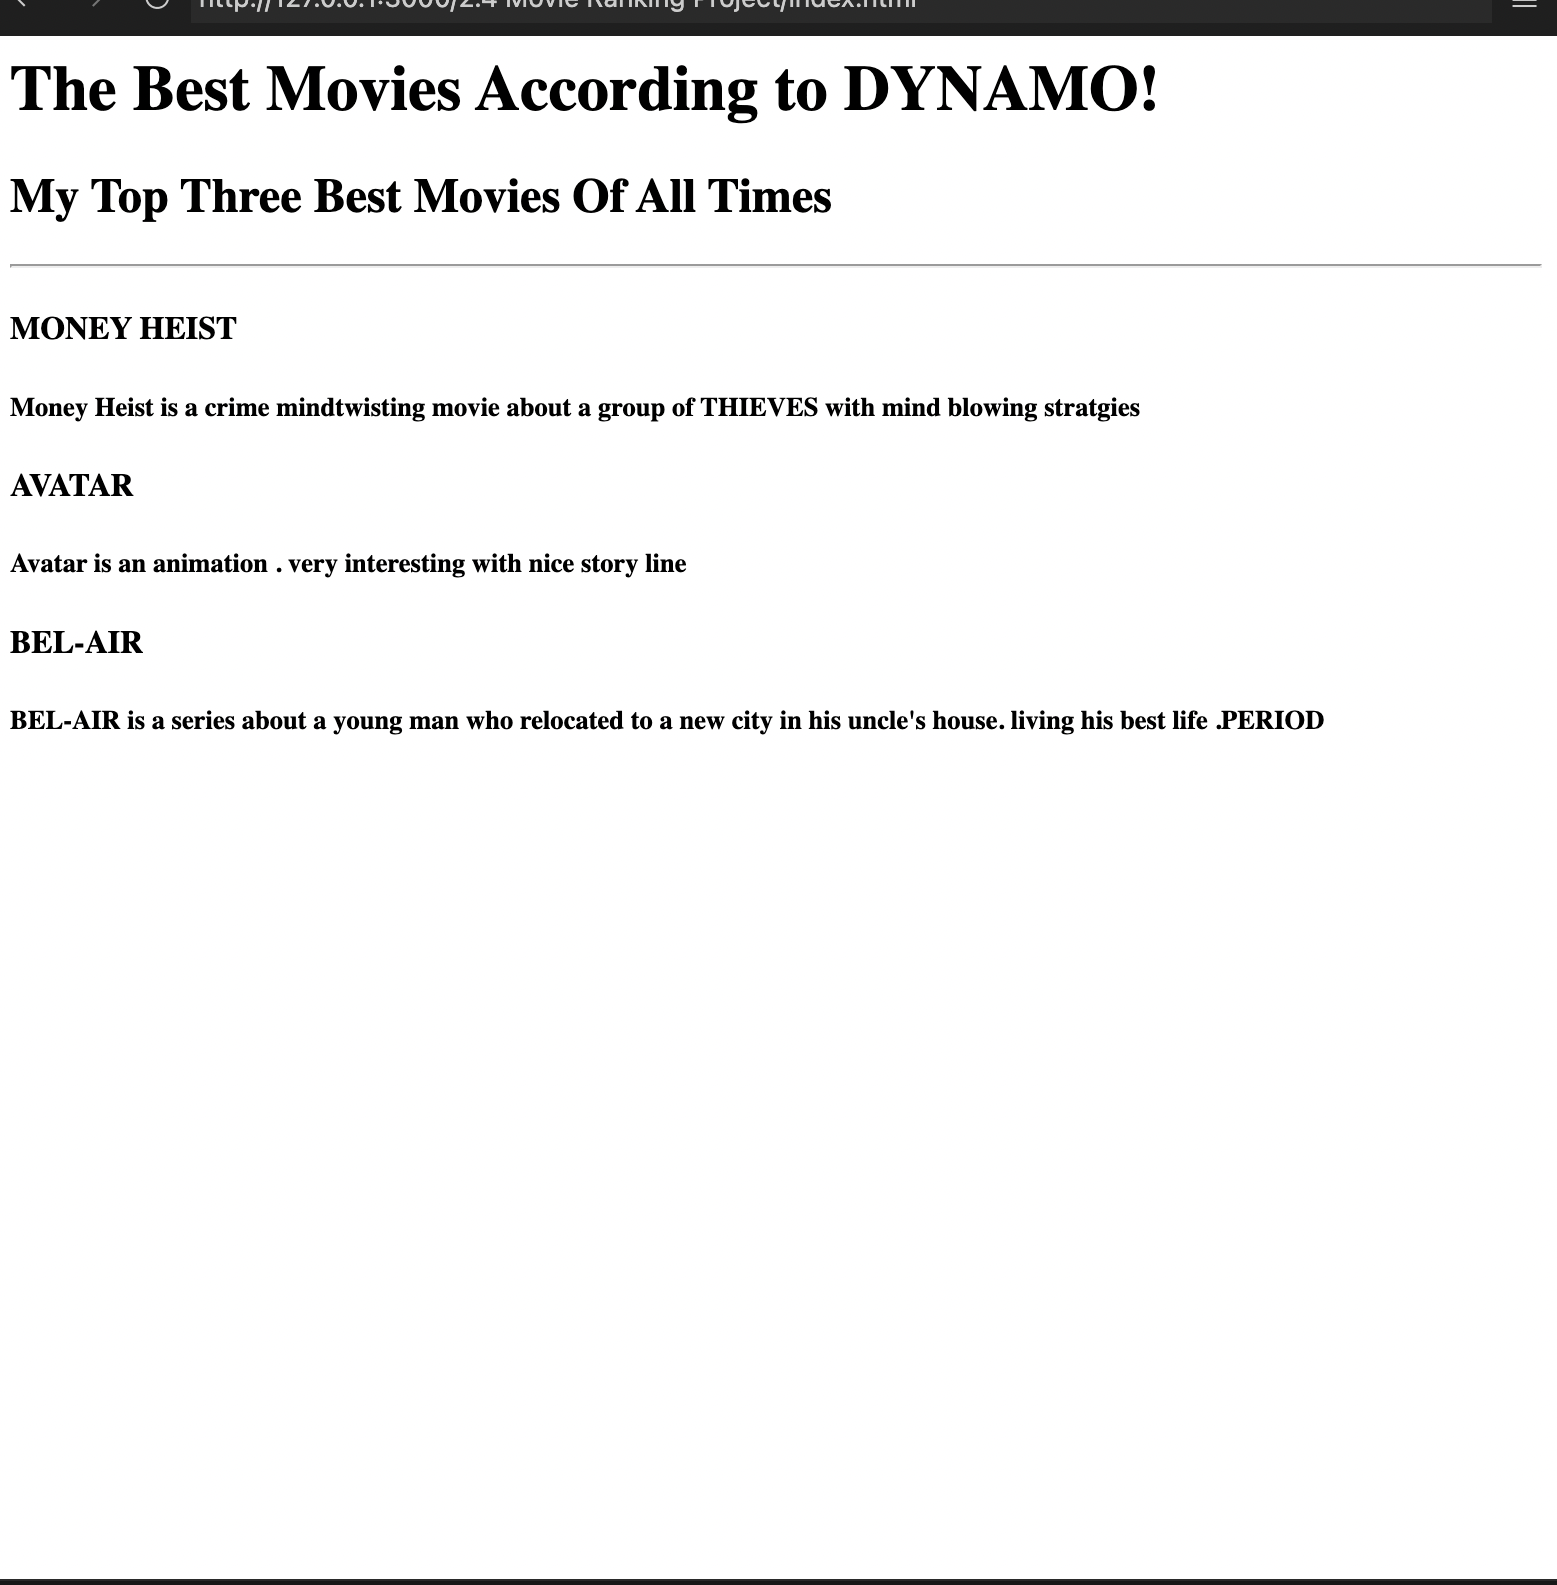 http://127.0.0.1:3000/2.4 Movie Ranking Project/index.html
The Best Movies According to DYNAMO!
My Top Three Best Movies Of All Times
MONEY HEIST
Money Heist is a crime mindtwisting movie about a group of THIEVES with mind blowing stratgies
AVATAR
Avatar is an animation . very interesting with nice story line
BEL-AIR
BEL-AIR is a series about a young man who relocated to a new city in his uncle's house. living his best life .PERIOD